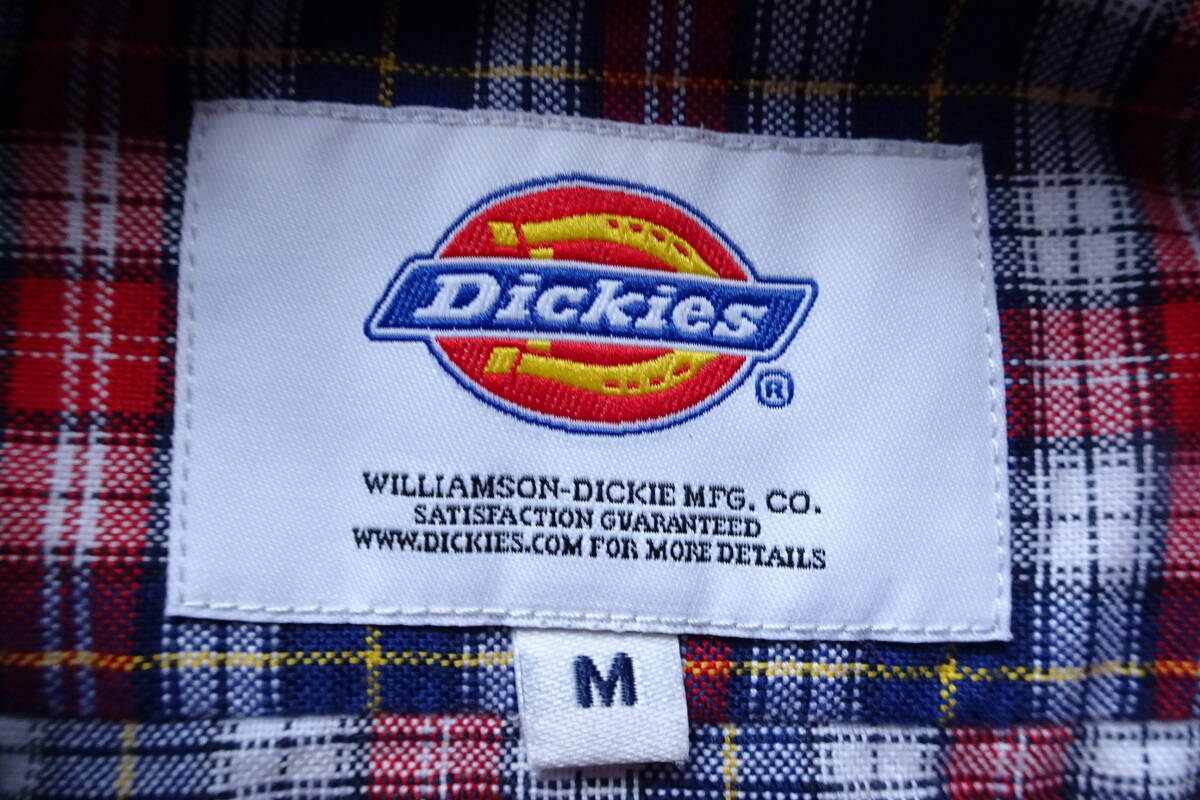 Dickies
®
WILLIAMSON-DICKIE MFG. CO.
SATISFACTION GUARANTEED
WWW.DICKIES.COM FOR MORE DETAILS
M